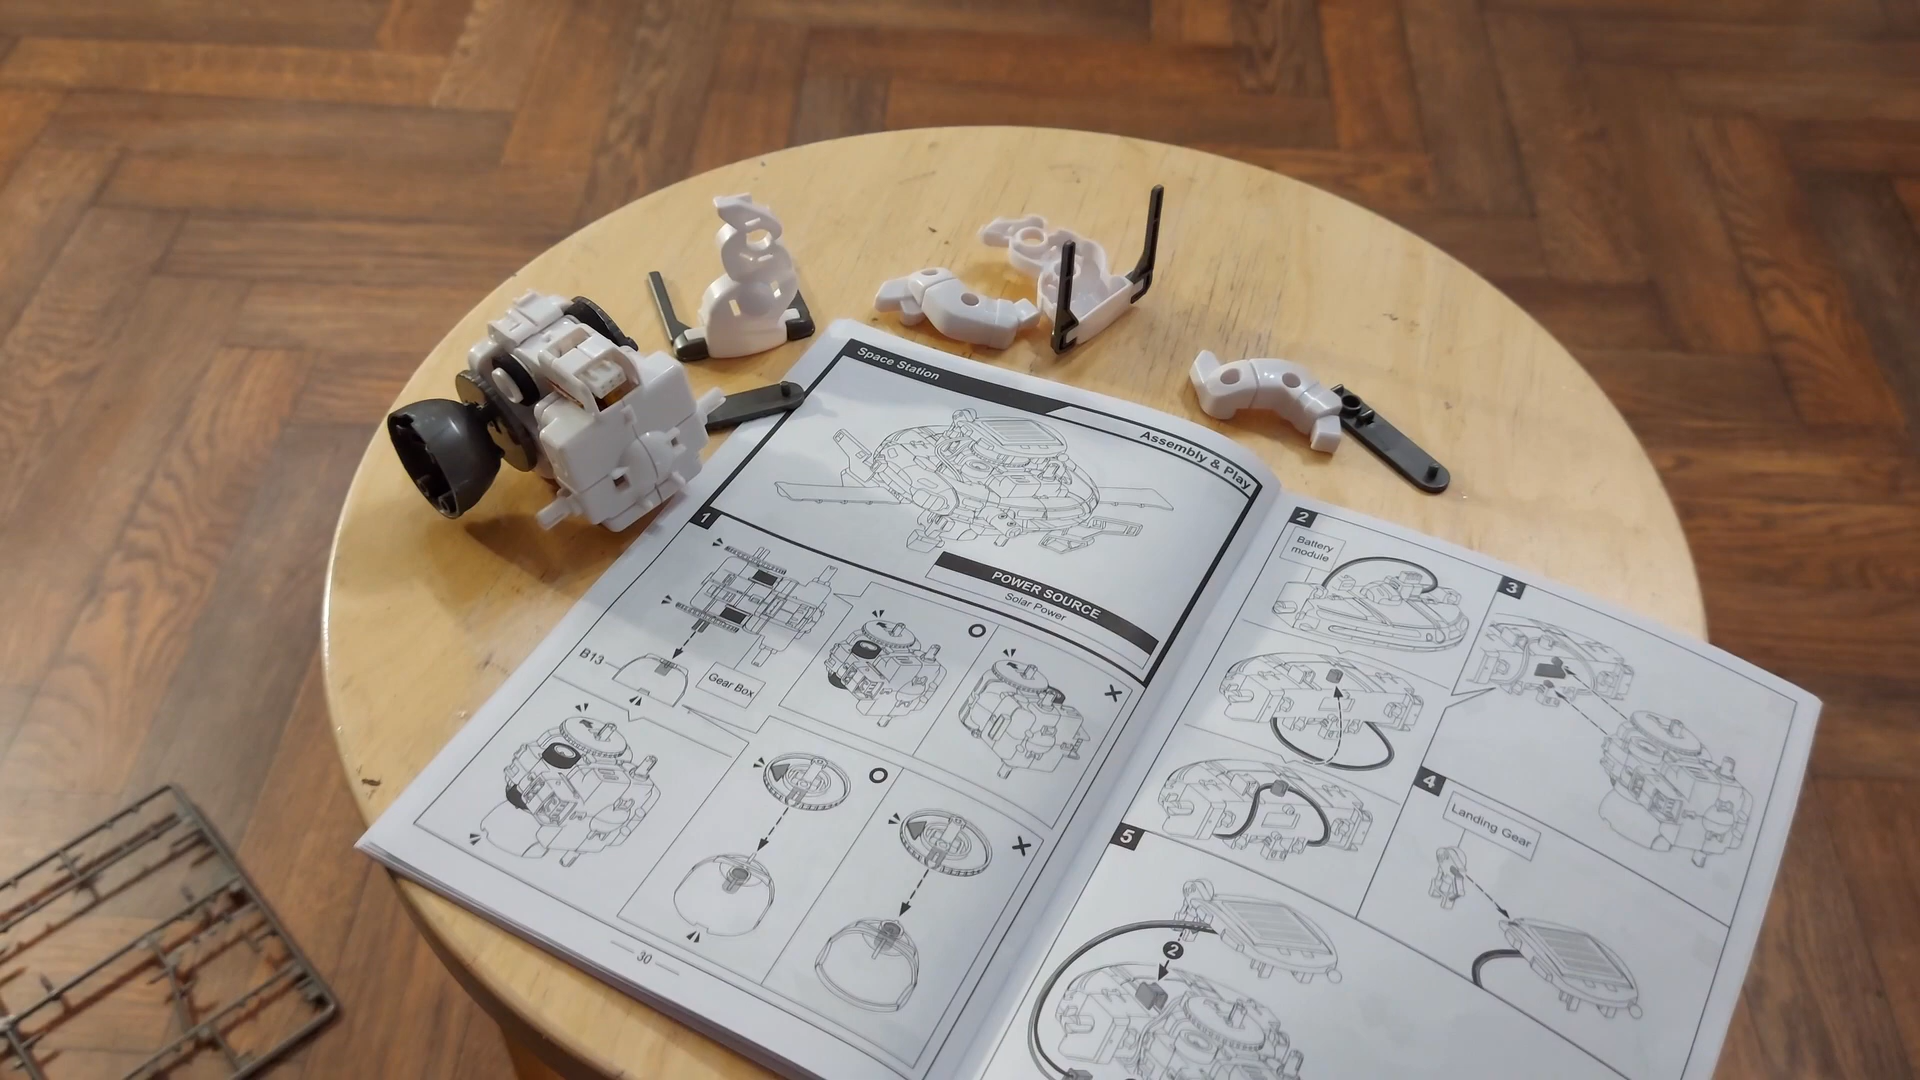 Space Station
Assembly & Play
POWER SOURCE
Solar Power
1
B13
Gear Box
30
2
Battery
module
3
4
Landing Gear
5
2